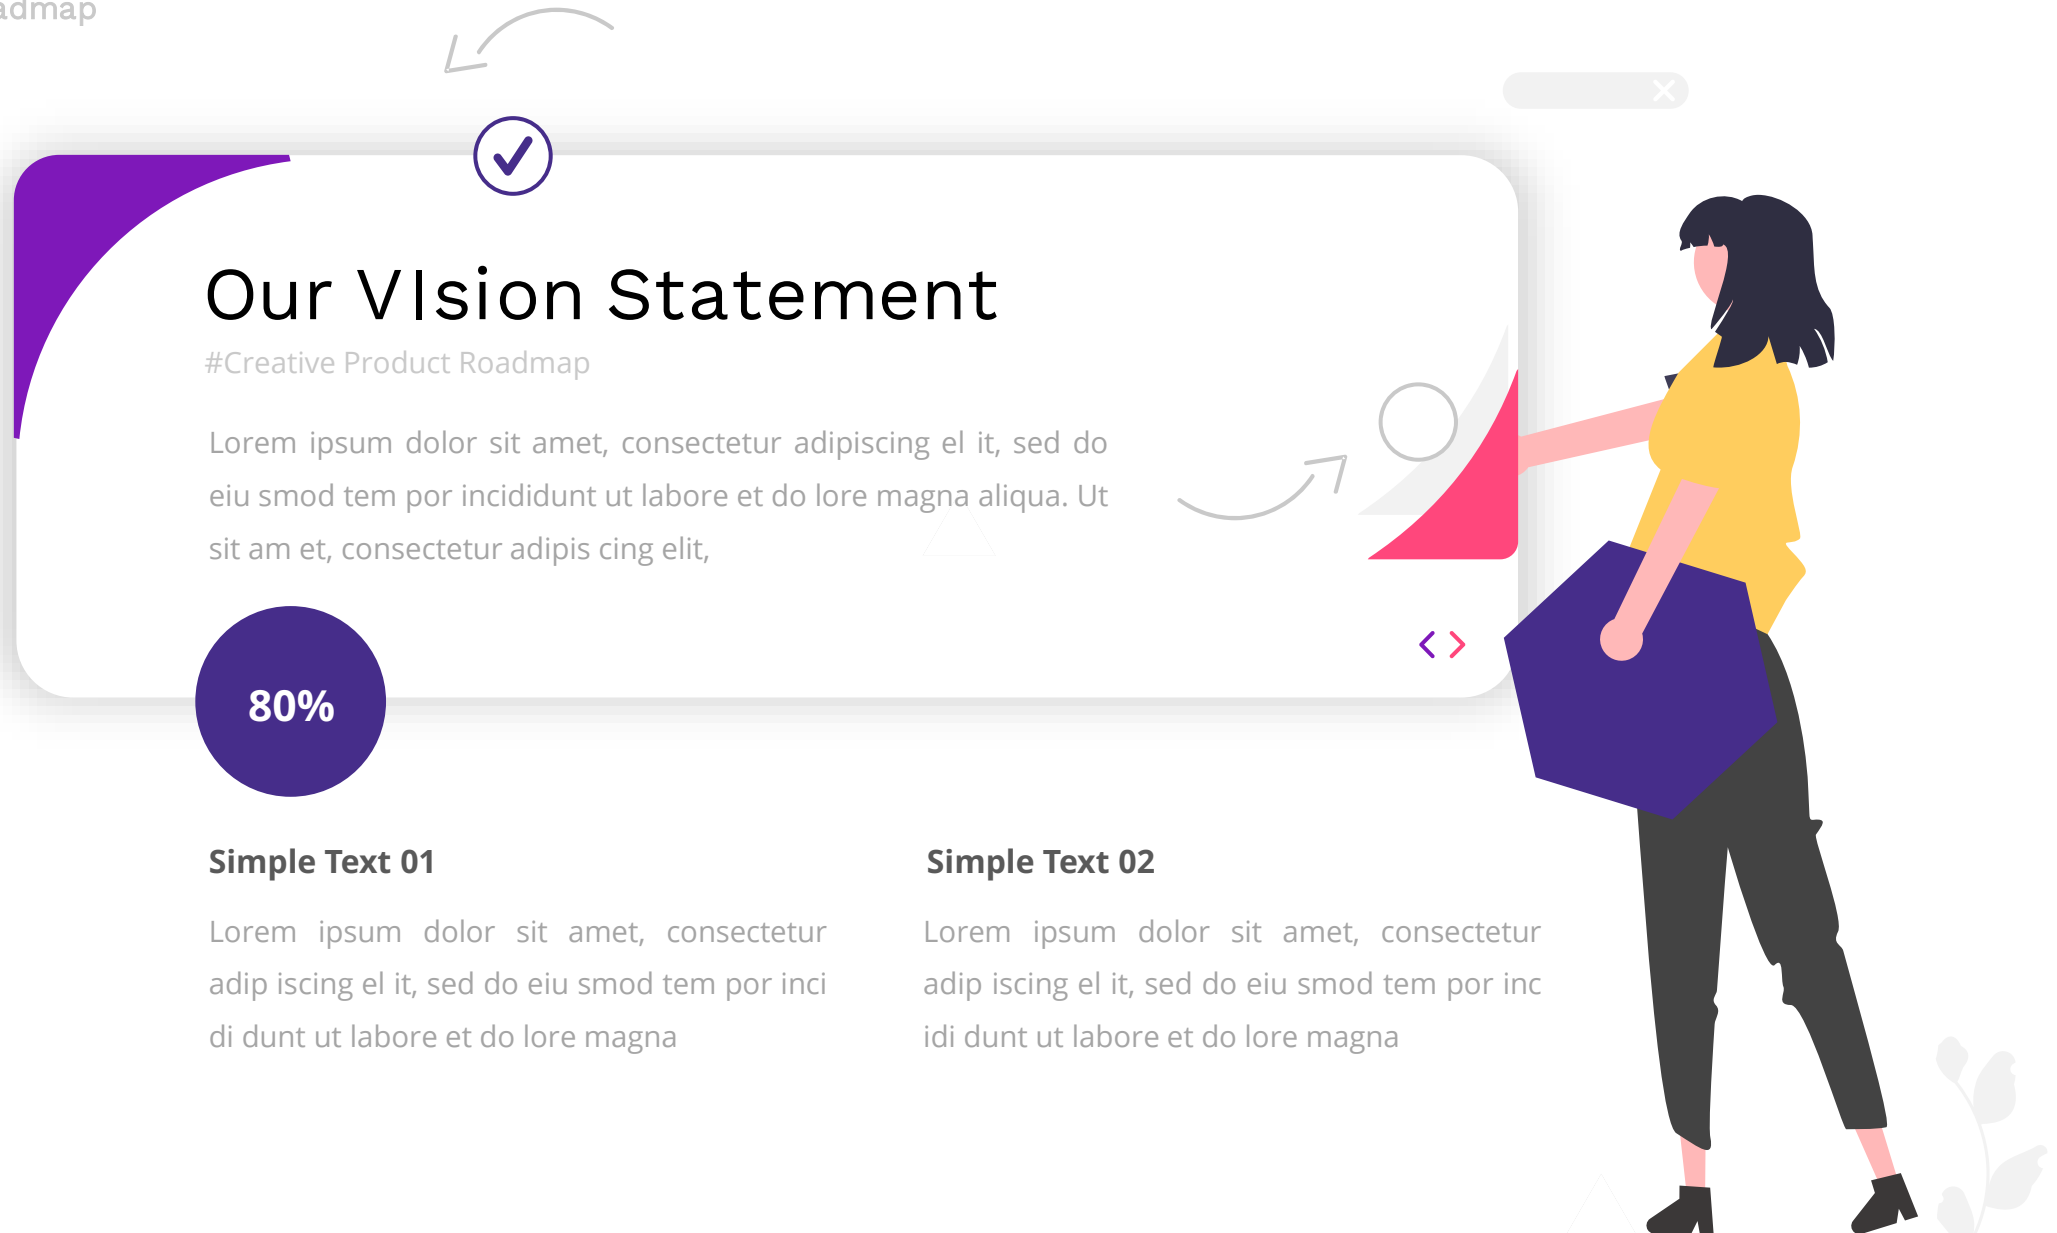 admap
Our VIsion Statement
#Creative Product Roadmap
Lorem ipsum dolor sit amet, consectetur adipiscing el it, sed do
eiu smod tem por incididunt ut labore et do lore magna aliqua. Ut
sit am et, consectetur adipis cing elit,
80%
Simple Text 01
Lorem ipsum dolor sit amet, consectetur
adip iscing el it, sed do eiu smod tem por inci
di dunt ut labore et do lore magna
Simple Text 02
Lorem ipsum dolor sit amet, consectetur
adip iscing el it, sed do eiu smod tem por inc
idi dunt ut labore et do lore magna